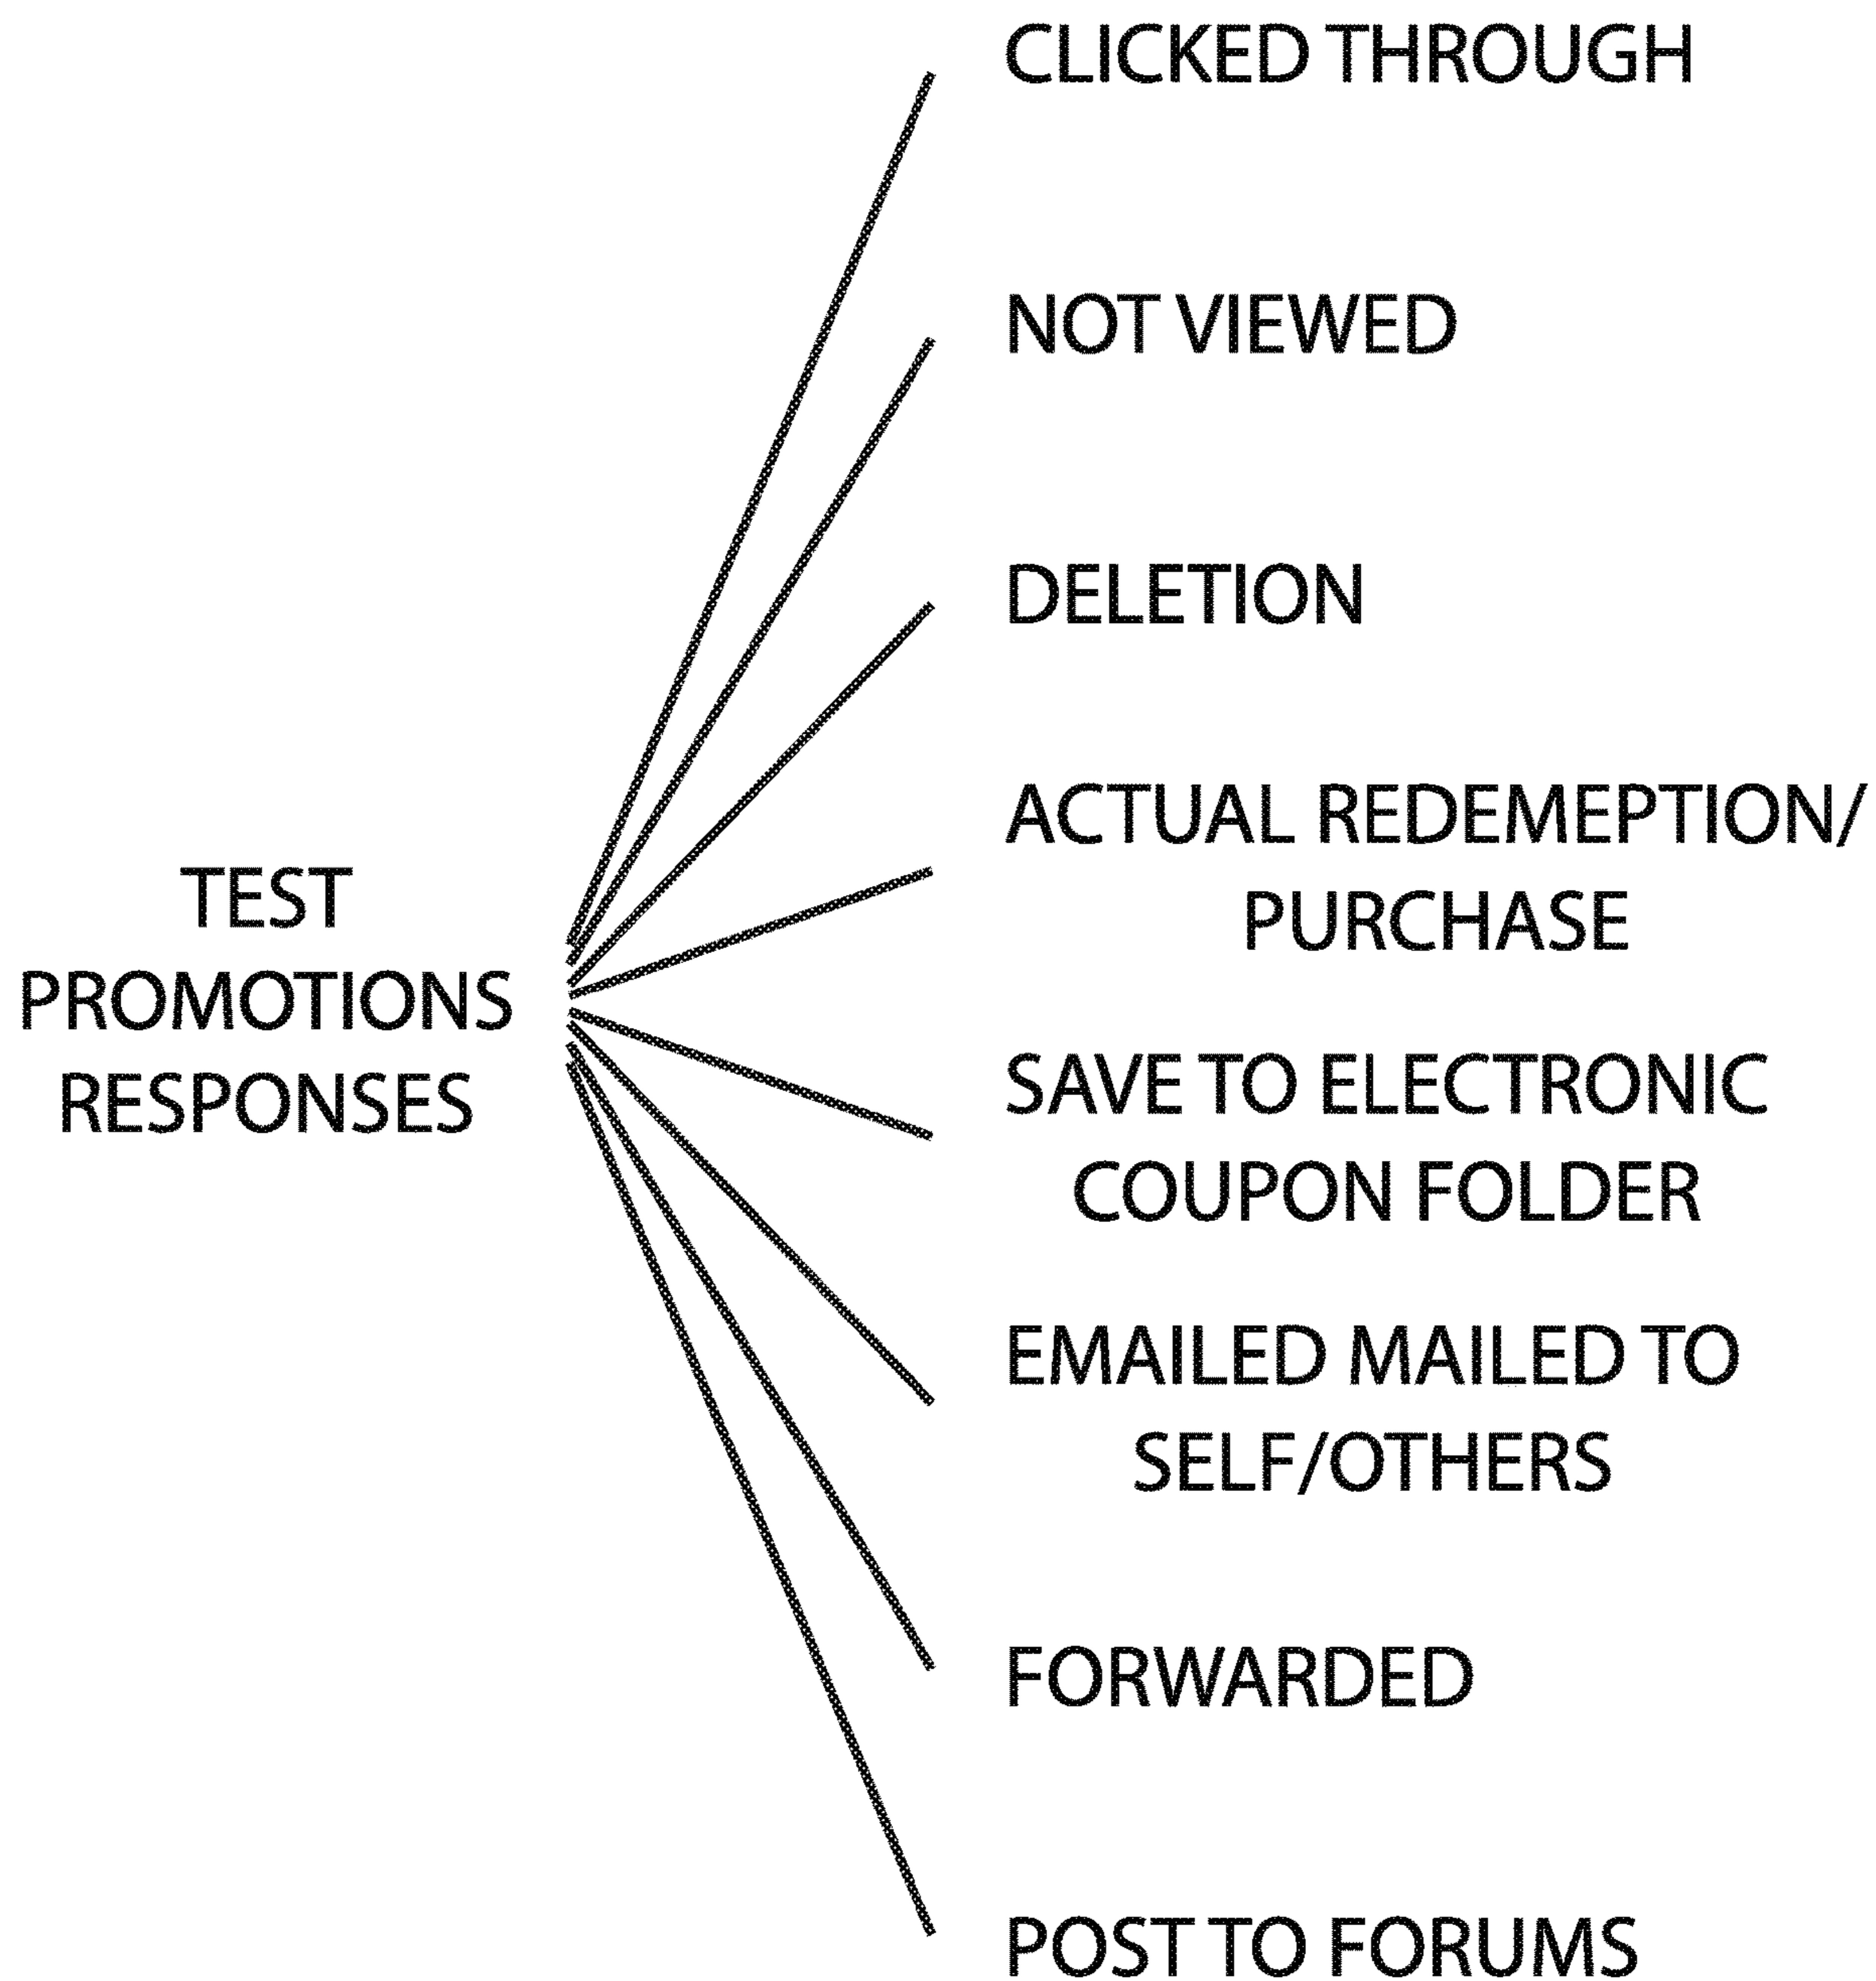 CLICKED THROUGH
NOT VIEWED
DELETION
ACTUAL REDEMEPTION/
PURCHASE
TEST
PROMOTIONS
RESPONSES
SAVE TO ELECTRONIC
COUPON FOLDER
EMAILED MAILED TO
SELF/OTHERS
FORWARDED
POST TO FORUMS